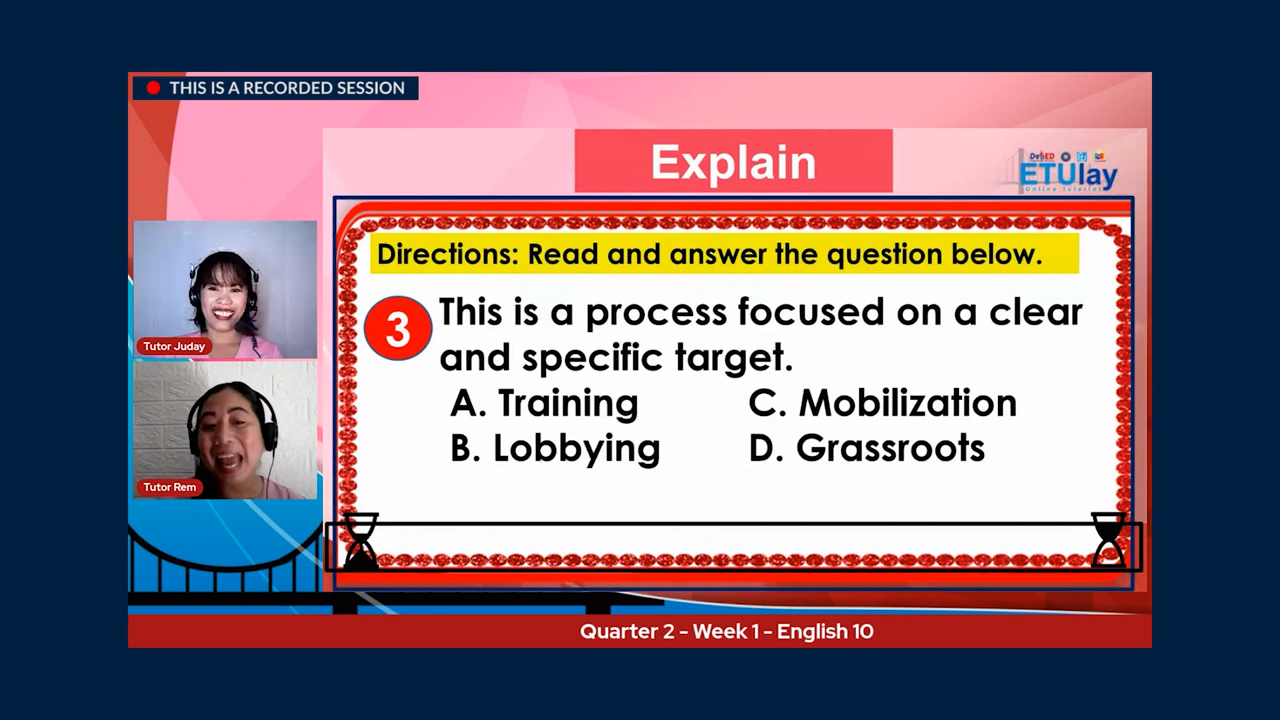 THIS IS A RECORDED SESSION
Explain
DepED
ETUlay
Online Tutorial
Directions: Read and answer the question below.
3
This is a process focused on a clear
and specific target.
A. Training C. Mobilization
B. Lobbying D. Grassroots
Tutor Juday
Tutor Rem
Quarter 2 - Week 1 - English 10